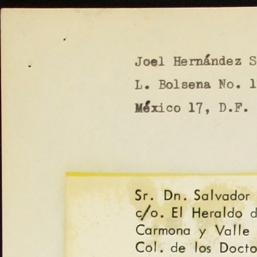 Joel Hernández S
L. Bolsena No. 1
México 17, D.F.
Sr. Dn. Salvador
c/o. El Heraldo d
Carmona y Valle
Col. de los Docto